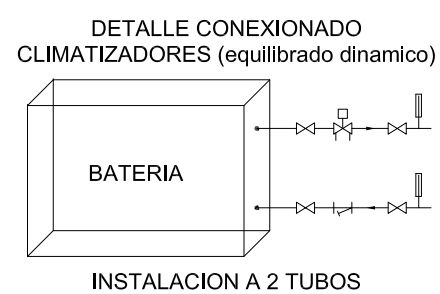 DETALLE CONEXIONADO
CLIMATIZADORES (equilibrado dinamico)
BATERIA
INSTALACION A 2 TUBOS